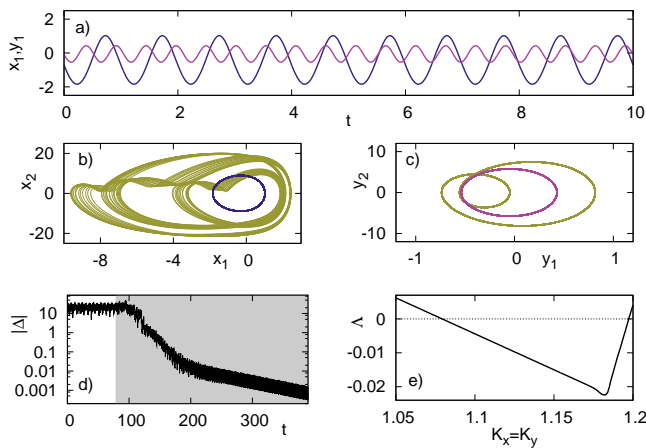 a)
x1,y1
2
0
-2
0 2 4 6 8 10
t
b)
x2
20
0
-20
-8 -4 0
x1
c)
y2
10
0
-10
-1 0 1
y1
d)
|Δ|
10
1
0.1
0.01
0.001
0 100 200 300
t
e)
Λ
0
-0.01
-0.02
1.05 1.1 1.15 1.2
Kx=Ky